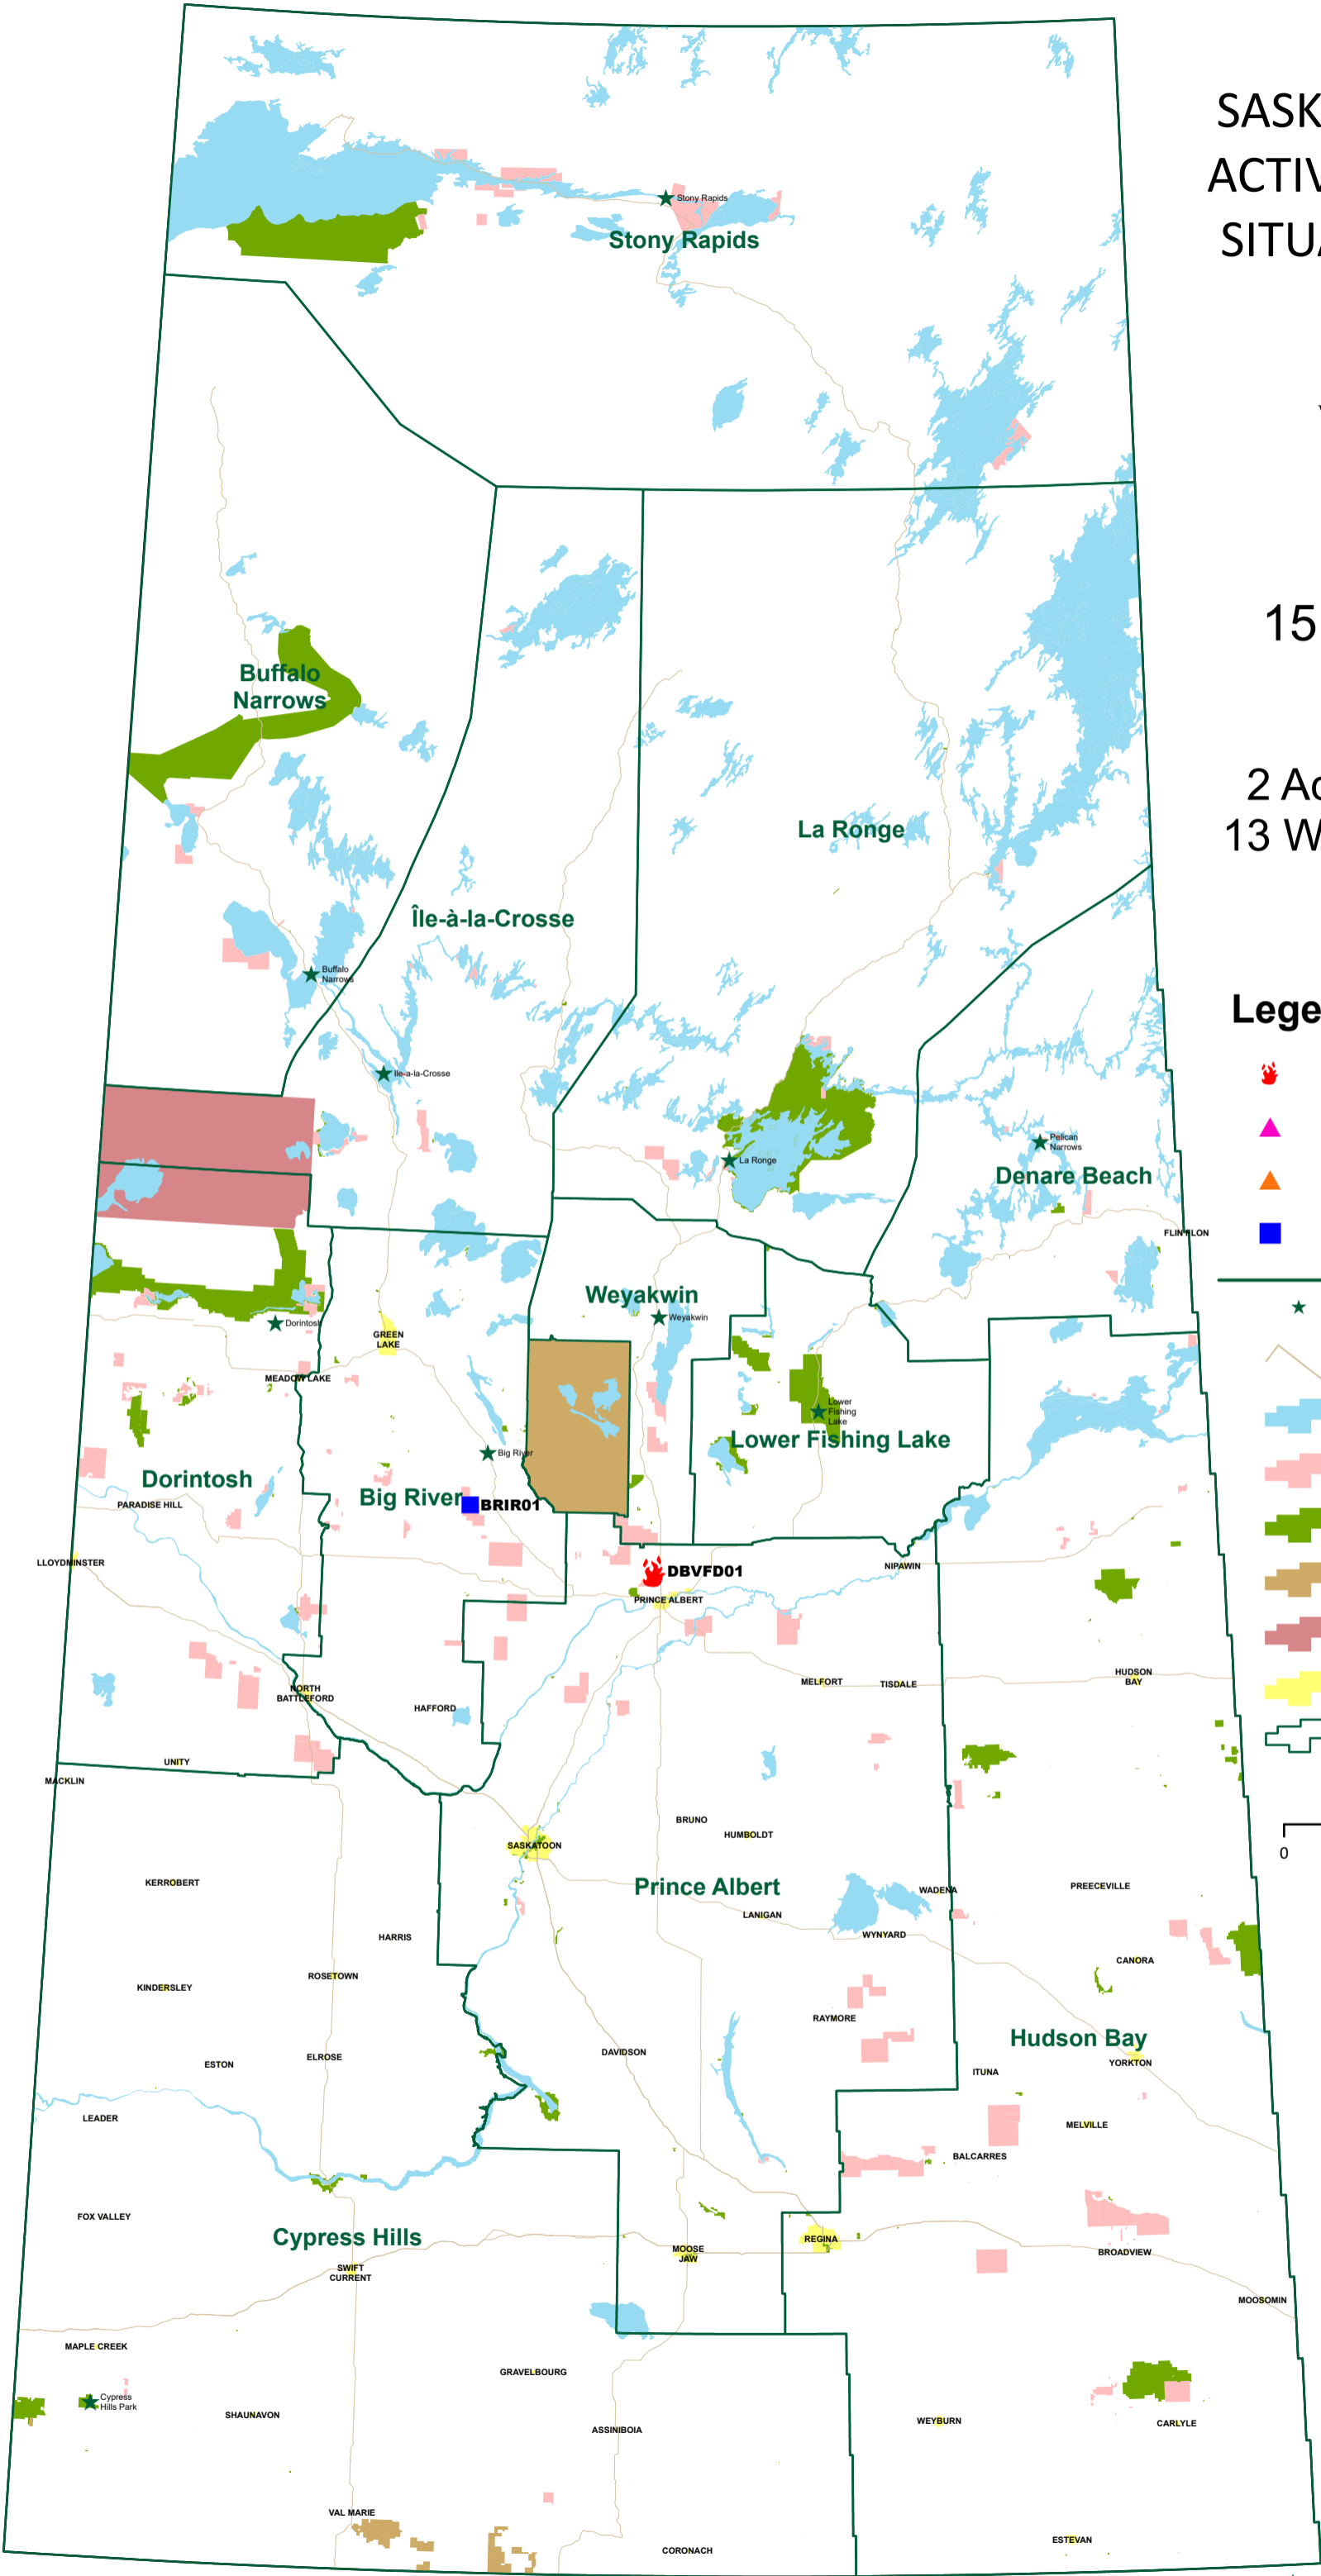 SASK
ACTIV
SITUA
15
2 Ac
13 W
Lege
0
Stony Rapids
Stony Rapids
Buffalo
Narrows
La Ronge
Île-à-la-Crosse
Buffalo
Narrows
Ile-a-la-Crosse
Pelican
Narrows
La Ronge
Denare Beach
FLIN FLON
Weyakwin
Weyakwin
Dorintosh
GREEN
LAKE
MEADOW LAKE
Lower
Fishing
Lake
Lower Fishing Lake
Big River
Dorintosh
Big River
BRIR01
PARADISE HILL
LLOYDMINSTER
DBVFD01
NIPAWIN
PRINCE ALBERT
MELFORT
TISDALE
HUDSON
BAY
NORTH
BATTLEFORD
HAFFORD
UNITY
MACKLIN
BRUNO
HUMBOLDT
SASKATOON
KERROBERT
Prince Albert
WADENA
PREECEVILLE
LANIGAN
WYNYARD
HARRIS
CANORA
ROSETOWN
KINDERSLEY
RAYMORE
Hudson Bay
DAVIDSON
ELROSE
ESTON
YORKTON
ITUNA
LEADER
MELVILLE
BALCARRES
FOX VALLEY
Cypress Hills
REGINA
MOOSE
JAW
BROADVIEW
SWIFT
CURRENT
MOOSOMIN
MAPLE CREEK
GRAVELBOURG
Cypress
Hills Park
SHAUNAVON
WEYBURN
CARLYLE
ASSINIBOIA
VAL MARIE
ESTEVAN
CORONACH